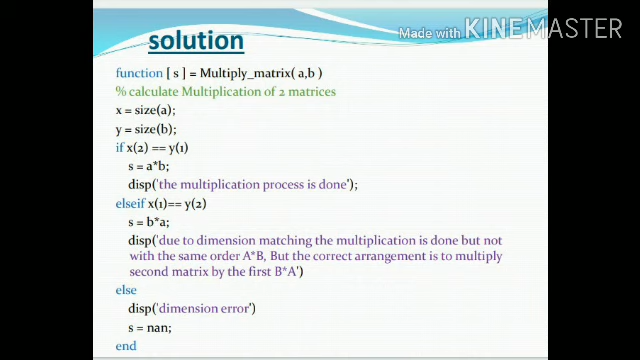 Made with KINEMASTER
solution
function [ s ] = Multiply_matrix( a,b )
% calculate Multiplication of 2 matrices
x = size(a);
y = size(b);
if x(2) == y(1)
s = a*b;
disp('the multiplication process is done');
elseif x(1)== y(2)
s = b*a;
disp('due to dimension matching the multiplication is done but not
with the same order A*B, But the correct arrangement is to multiply
second matrix by the first B*A')
else
disp('dimension error')
s = nan;
end